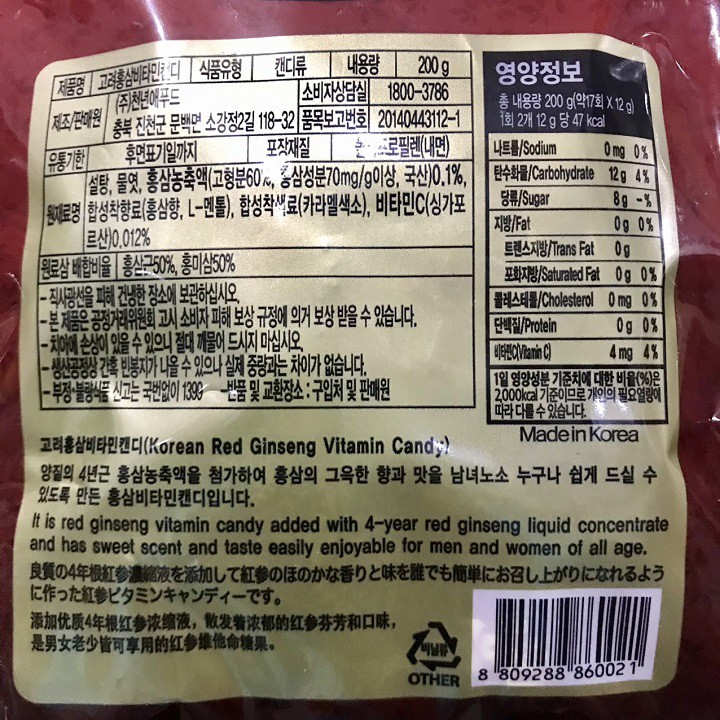 제품명 고려홍삼비타민캔디 식품유형 캔디류 내용량 200 g
제조/판매원 (주)천년애푸드 소비자상담실 1800-3786
충북 진천군 문백면 소강정2길 118-32 품목보고번호 20140443112-1
유통기한 후면표기일까지 포장재질 프로필렌(내면)
원재료명 설탕, 물엿, 홍삼농축액(고형분60%, 홍삼성분70mg/g이상, 국산)0.1%,
합성착향료(홍삼향, L-멘톨), 합성착색료(카라멜색소), 비타민C(싱가포
르산)0.012%
원료삼 배합비율 홍삼근50%, 홍미삼50%
- 직사광선을 피해 건냉한 장소에 보관하십시오.
- 본 제품은 공정거래위원회 고시 소비자 피해 보상 규정에 의거 보상 받을 수 있습니다.
- 치아에 손상이 있을 수 있으니 절대 깨물어 드시지 마십시오.
- 생산공정상 간혹 빈봉지가 나올 수 있으나 실제 중량과는 차이가 없습니다.
- 부정·불량식품 신고는 국번없이 1399 - 반품 및 교환장소 : 구입처 및 판매원
영양정보
총 내용량 200 g(약17회 X 12 g)
1회 2개 12 g 당 47 kcal
나트륨/Sodium 0 mg 0%
탄수화물/Carbohydrate 12 g 4%
당류/Sugar 8 g -%
지방/Fat 0 g 0%
트랜스지방/Trans Fat 0 g
포화지방/Saturated Fat 0 g 0%
콜레스테롤/Cholesterol 0 mg 0%
단백질/Protein 0 g 0%
비타민C(Vitamin C) 4 mg 4%
1일 영양성분 기준치에 대한 비율(%)은
2,000kcal 기준이므로 개인의 필요열량에
따라 다를 수 있습니다.
Made in Korea
고려홍삼비타민캔디(Korean Red Ginseng Vitamin Candy)
양질의 4년근 홍삼농축액을 첨가하여 홍삼의 그윽한 향과 맛을 남녀노소 누구나 쉽게 드실 수
있도록 만든 홍삼비타민캔디입니다.
It is red ginseng vitamin candy added with 4-year red ginseng liquid concentrate
and has sweet scent and taste easily enjoyable for men and women of all age.
良質の4年根紅参濃縮液を添加して紅参のほのかな香りと味を誰でも簡単にお召し上がりになれるよう
に作った紅参ビタミンキャンディーです。
添加优质4年根红参浓缩液，散发着浓郁的红参芬芳和口味，
是男女老少皆可享用的红参维他命糖果。
비닐류
OTHER
8 809288 860021